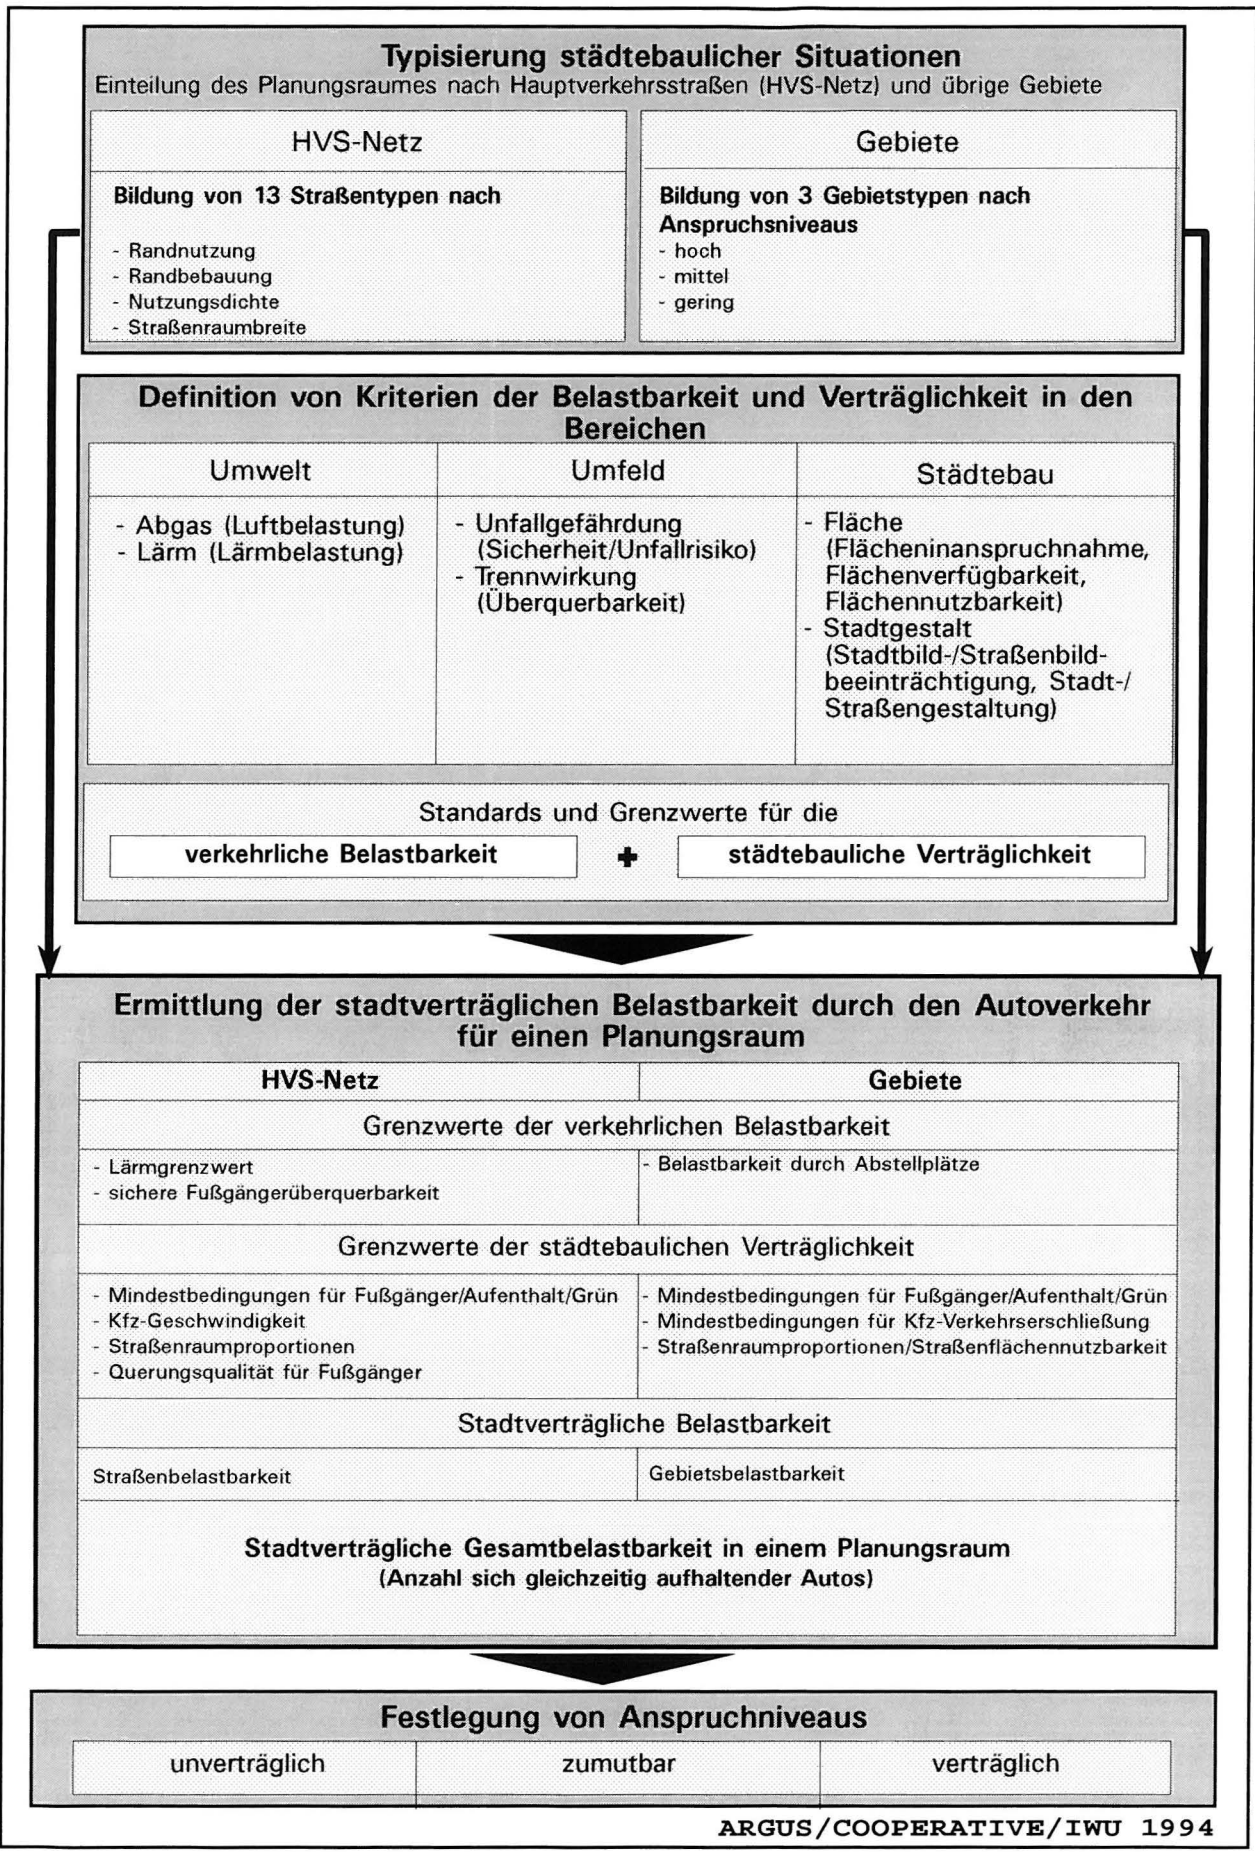 Typisierung städtebaulicher Situationen
Einteilung des Planungsraumes nach Hauptverkehrsstraßen (HVS-Netz) und übrige Gebiete
HVS-Netz
Bildung von 13 Straßentypen nach
- Randnutzung
- Randbebauung
- Nutzungsdichte
- Straßenraumbreite
Gebiete
Bildung von 3 Gebietstypen nach
Anspruchsniveaus
- hoch
- mittel
- gering
Definition von Kriterien der Belastbarkeit und Verträglichkeit in den
Bereichen
Umwelt
- Abgas (Luftbelastung)
- Lärm (Lärmbelastung)
Umfeld
- Unfallgefährdung
(Sicherheit/Unfallrisiko)
- Trennwirkung
(Überquerbarkeit)
Städtebau
- Fläche
(Flächeninanspruchnahme,
Flächenverfügbarkeit,
Flächennutzbarkeit)
- Stadtgestalt
(Stadtbild-/Straßenbild-
beeinträchtigung, Stadt-/
Straßengestaltung)
Standards und Grenzwerte für die
verkehrliche Belastbarkeit + städtebauliche Verträglichkeit
Ermittlung der stadtverträglichen Belastbarkeit durch den Autoverkehr
für einen Planungsraum
HVS-Netz
Gebiete
Grenzwerte der verkehrlichen Belastbarkeit
- Lärmgrenzwert
- sichere Fußgängerüberquerbarkeit
- Belastbarkeit durch Abstellplätze
Grenzwerte der städtebaulichen Verträglichkeit
- Mindestbedingungen für Fußgänger/Aufenthalt/Grün
- Kfz-Geschwindigkeit
- Straßenraumproportionen
- Querungsqualität für Fußgänger
- Mindestbedingungen für Fußgänger/Aufenthalt/Grün
- Mindestbedingungen für Kfz-Verkehrserschließung
- Straßenraumproportionen/Straßenflächennutzbarkeit
Stadtverträgliche Belastbarkeit
Straßenbelastbarkeit
Gebietsbelastbarkeit
Stadtverträgliche Gesamtbelastbarkeit in einem Planungsraum
(Anzahl sich gleichzeitig aufhaltender Autos)
Festlegung von Anspruchniveaus
unverträglich
zumutbar
verträglich
ARGUS/COOPERATIVE/IWU 1994